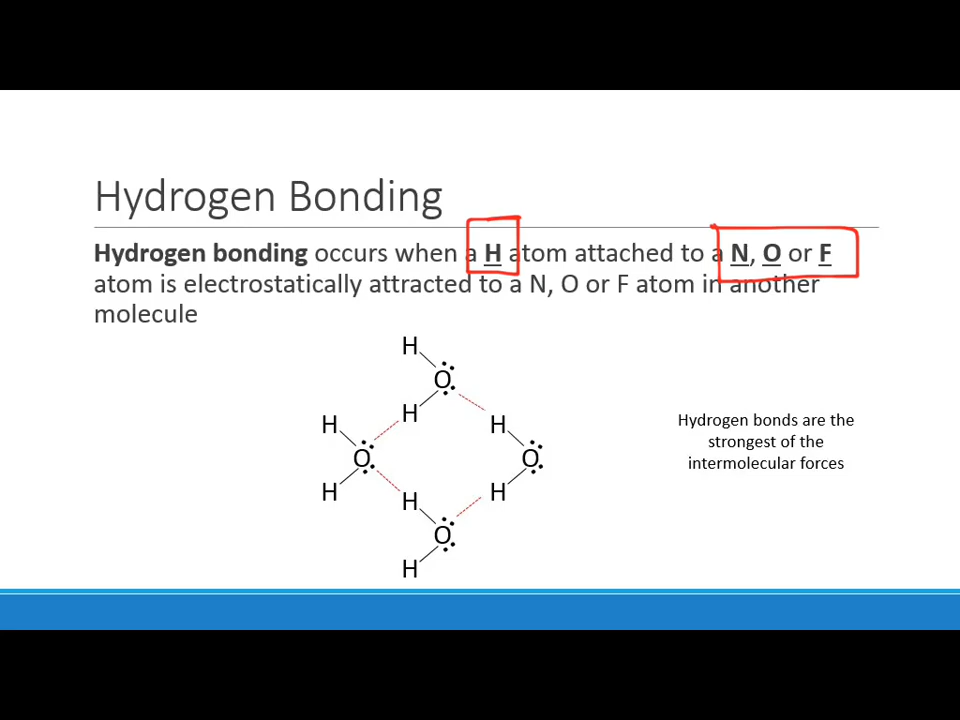 Hydrogen Bonding
Hydrogen bonding occurs when a H atom attached to a N, O or F
atom is electrostatically attracted to a N, O or F atom in another
molecule
H
O
H
H
H
O
O
H
H
H
O
H
Hydrogen bonds are the
strongest of the
intermolecular forces